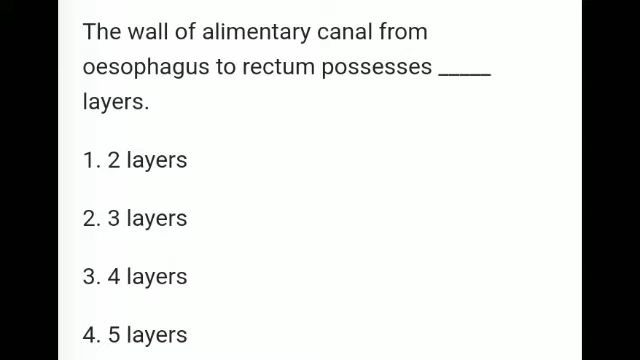 The wall of alimentary canal from
oesophagus to rectum possesses _____
layers.
1. 2 layers
2. 3 layers
3. 4 layers
4. 5 layers